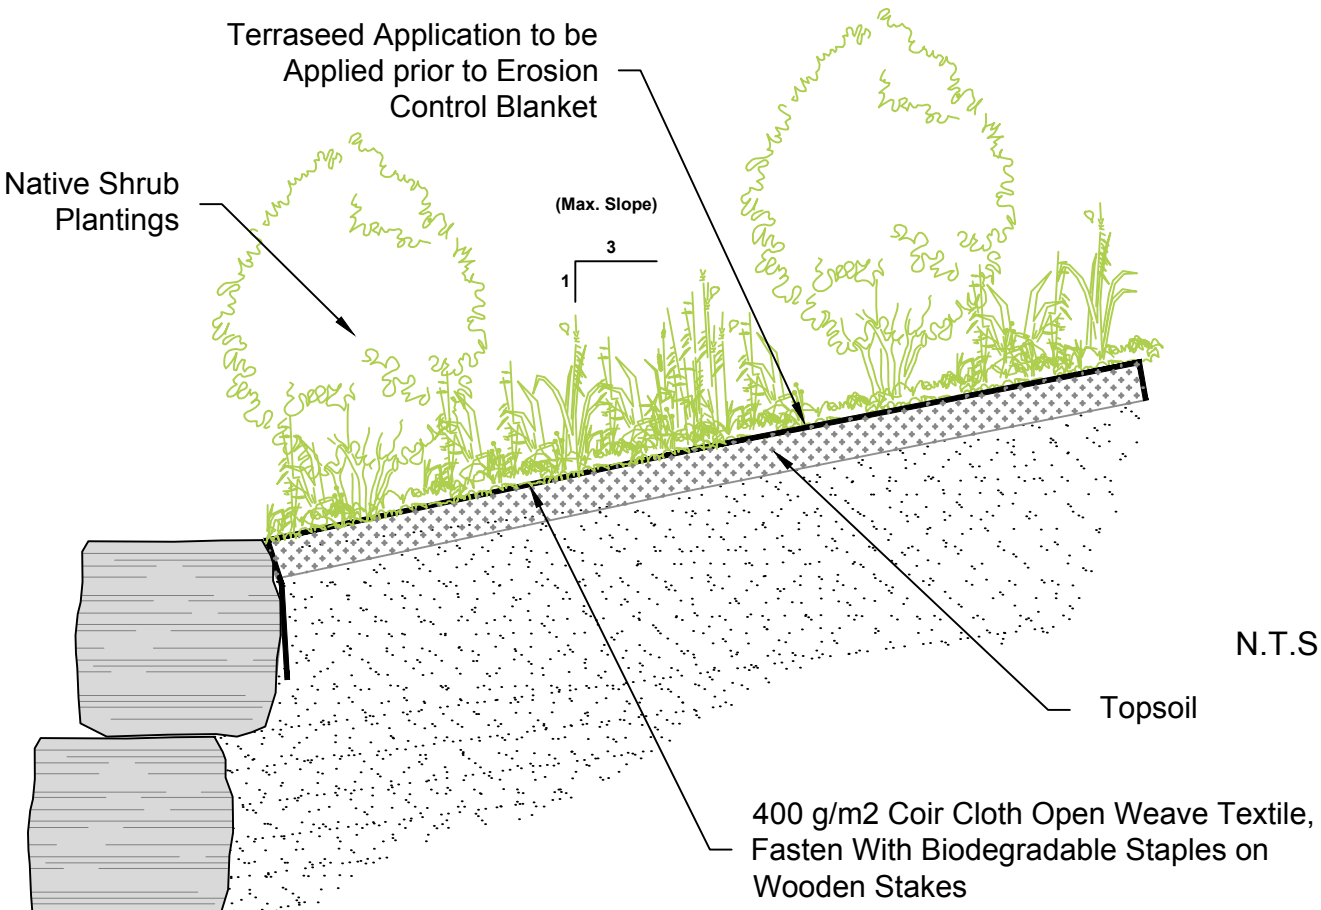 Terraseed Application to be
Applied prior to Erosion
Control Blanket
Native Shrub
Plantings
(Max. Slope)
3
1
N.T.S
Topsoil
400 g/m2 Coir Cloth Open Weave Textile,
Fasten With Biodegradable Staples on
Wooden Stakes